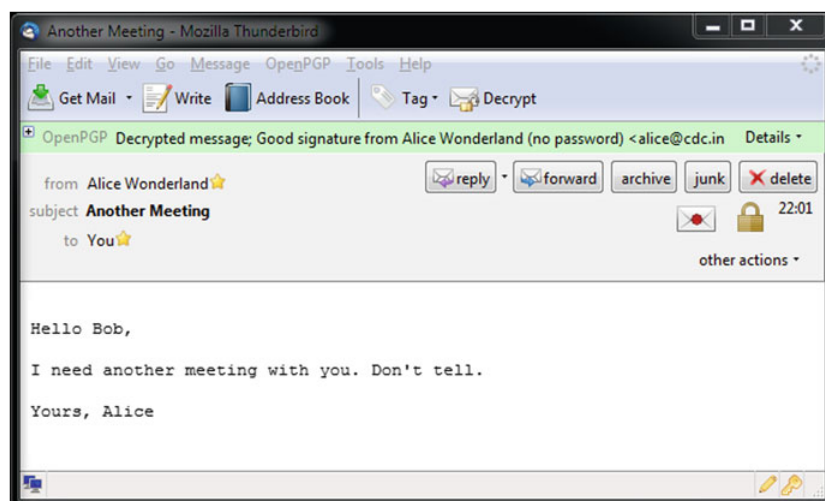 Another Meeting - Mozilla Thunderbird
File Edit View Go Message OpenPGP Tools Help
Get Mail Write Address Book Tag Decrypt
OpenPGP Decrypted message; Good signature from Alice Wonderland (no password) <alice@cdc.in Details
from Alice Wonderland reply forward archive junk delete
subject Another Meeting 22:01
to You
other actions
Hello Bob,
I need another meeting with you. Don't tell.
Yours, Alice